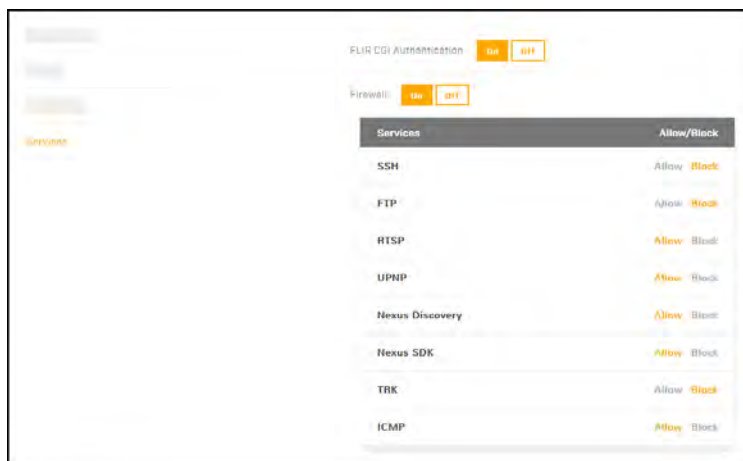 Services
FLIR CGI Authentication On Off
Firewall: On Off
Services Allow/Block
SSH Allow Block
FTP Allow Block
RTSP Allow Block
UPNP Allow Block
Nexus Discovery Allow Block
Nexus SDK Allow Block
TRK Allow Block
ICMP Allow Block